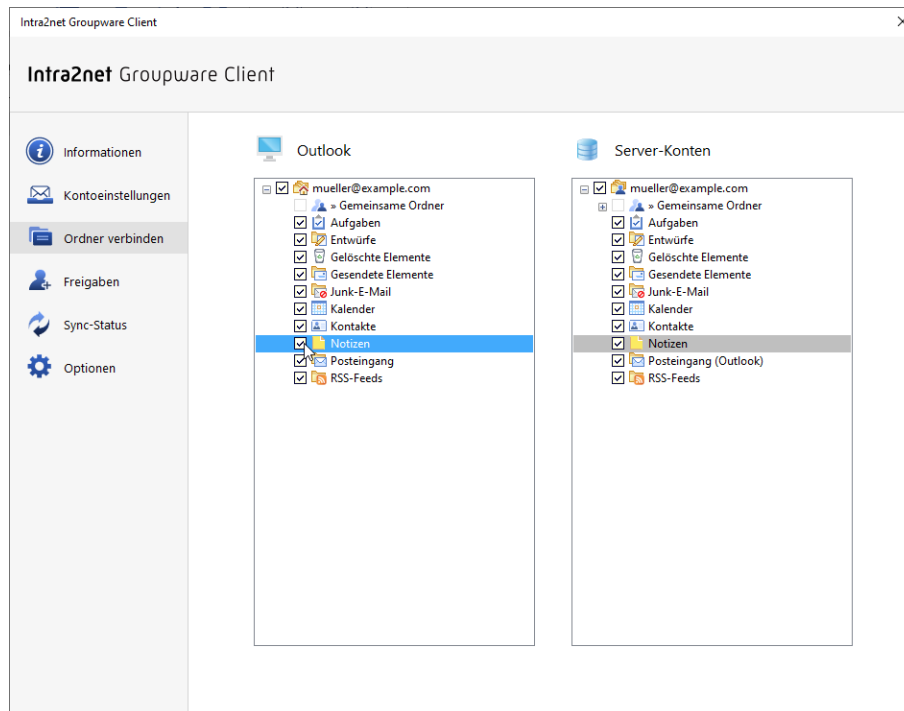 Intra2net Groupware Client
Intra2net Groupware Client
Informationen
Kontoeinstellungen
Ordner verbinden
Freigaben
Sync-Status
Optionen
Outlook
mueller@example.com
» Gemeinsame Ordner
Aufgaben
Entwürfe
Gelöschte Elemente
Gesendete Elemente
Junk-E-Mail
Kalender
Kontakte
Notizen
Posteingang
RSS-Feeds
Server-Konten
mueller@example.com
» Gemeinsame Ordner
Aufgaben
Entwürfe
Gelöschte Elemente
Gesendete Elemente
Junk-E-Mail
Kalender
Kontakte
Notizen
Posteingang (Outlook)
RSS-Feeds